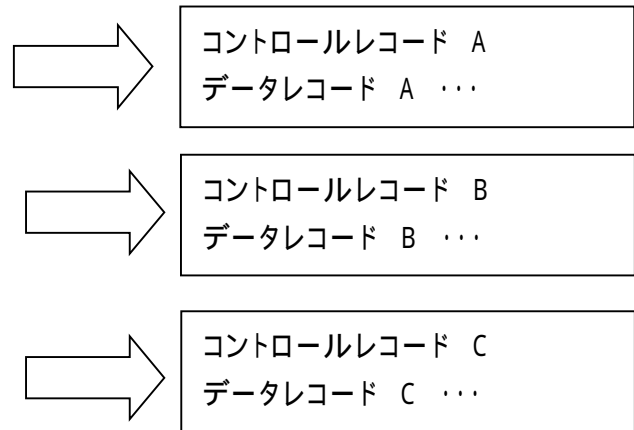 コントロールレコード A
データレコード A ···
コントロールレコード B
データレコード B ···
コントロールレコード C
データレコード C ···